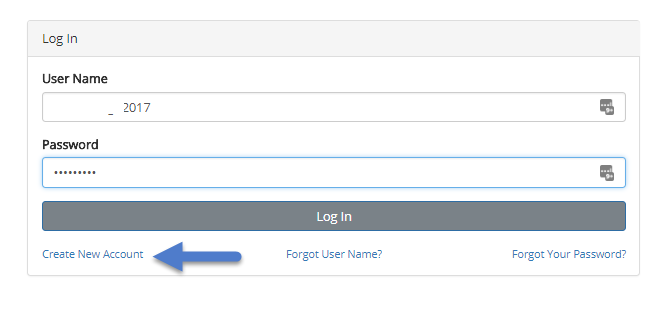 Log In
User Name
_ 2017
Password
•••••••••
Log In
Create New Account Forgot User Name? Forgot Your Password?